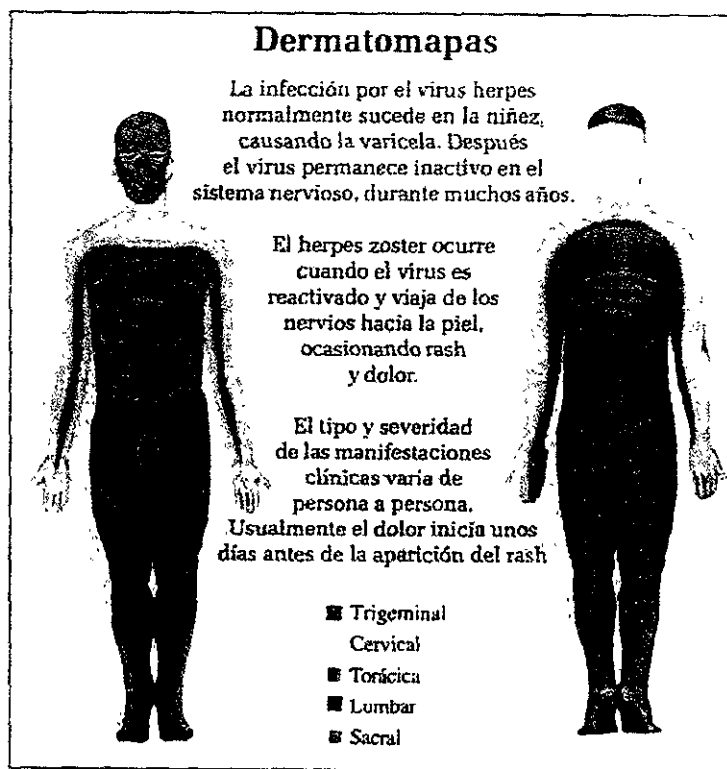 Dermatomapas
La infección por el virus herpes
normalmente sucede en la niñez,
causando la varicela. Después
el virus permanece inactivo en el
sistema nervioso, durante muchos años.
El herpes zoster ocurre
cuando el virus es
reactivado y viaja de los
nervios hacia la piel,
ocasionando rash
y dolor.
El tipo y severidad
de las manifestaciones
clínicas varia de
persona a persona.
Usualmente el dolor inicia unos
días antes de la aparición del rash
Trigeminal
Cervical
Torácica
Lumbar
Sacral